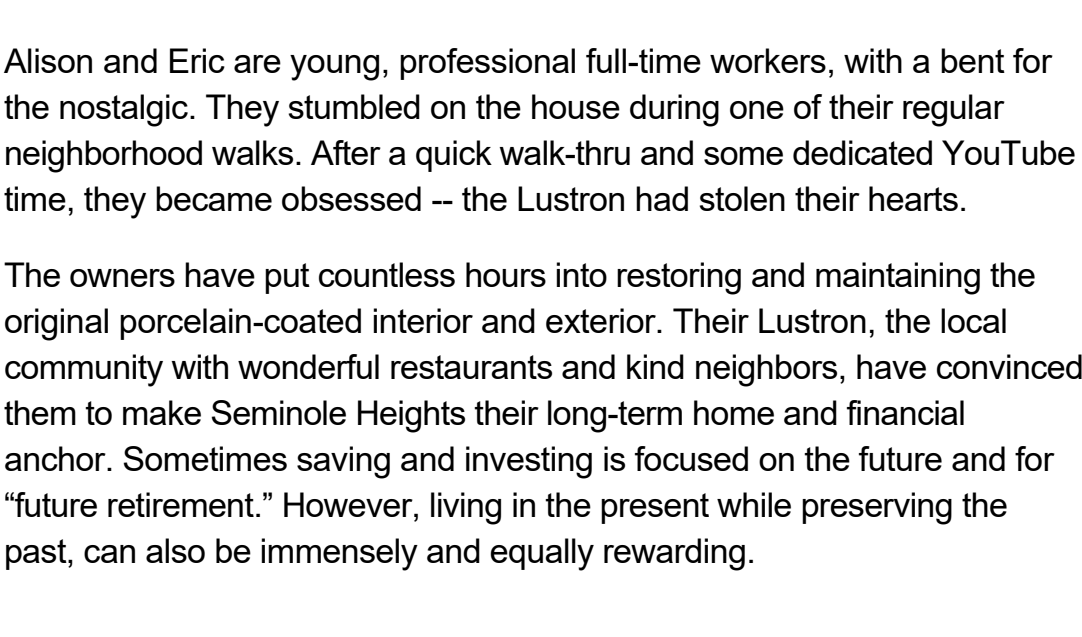 Alison and Eric are young, professional full-time workers, with a bent for
the nostalgic. They stumbled on the house during one of their regular
neighborhood walks. After a quick walk-thru and some dedicated YouTube
time, they became obsessed -- the Lustron had stolen their hearts.
The owners have put countless hours into restoring and maintaining the
original porcelain-coated interior and exterior. Their Lustron, the local
community with wonderful restaurants and kind neighbors, have convinced
them to make Seminole Heights their long-term home and financial
anchor. Sometimes saving and investing is focused on the future and for
“future retirement.” However, living in the present while preserving the
past, can also be immensely and equally rewarding.